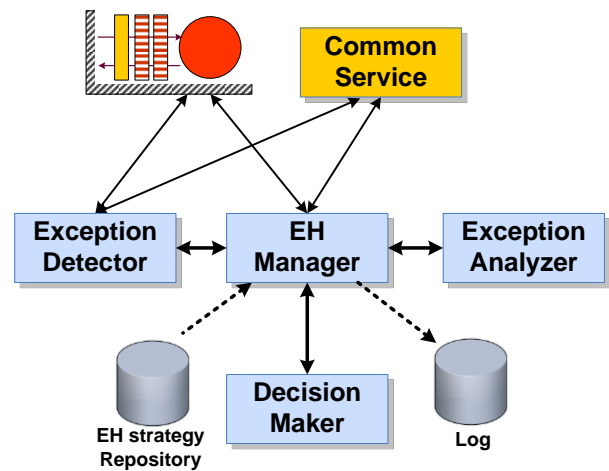 Common
Service
Exception
Detector
EH
Manager
Exception
Analyzer
Decision
Maker
EH strategy
Repository
Log